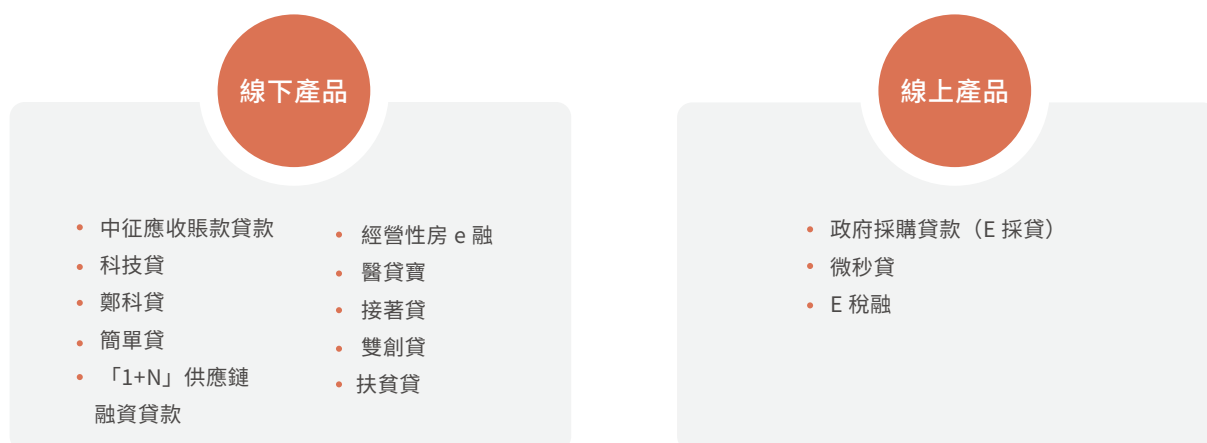 線下產品
中征應收賬款貸款
科技貸
鄭科貸
簡單貸
「1+N」供應鏈
融資貸款
經營性房 e 融
醫貸寶
接著貸
雙創貸
扶貧貸
線上產品
政府採購貸款（E 採貸）
微秒貸
E 稅融